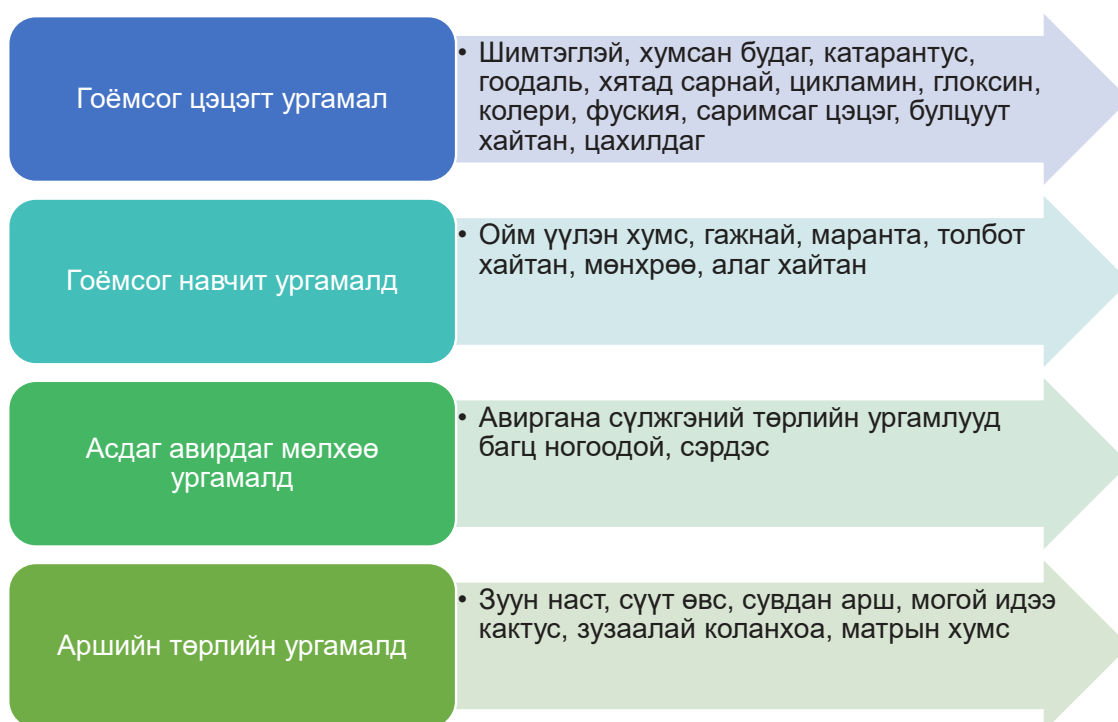 Гоёмсог цэцэгт ургамал
• Шимтэглэй, хумсан будаг, катарантус,
гоодаль, хятад сарнай, цикламин, глоксин,
колери, фуския, саримсаг цэцэг, булцуут
хайтан, цахилдаг
Гоёмсог навчит ургамалд
• Ойм үүлэн хумс, гажнай, маранта, толбот
хайтан, мөнхрөө, алаг хайтан
Асдаг авирдаг мөлхөө
ургамалд
• Авиргана сүлжгэний төрлийн ургамлууд
багц ногоодой, сэрдэс
Аршийн төрлийн ургамалд
• Зуун наст, сүүт өвс, сувдан арш, могой идээ
кактус, зузаалай коланхоа, матрын хумс